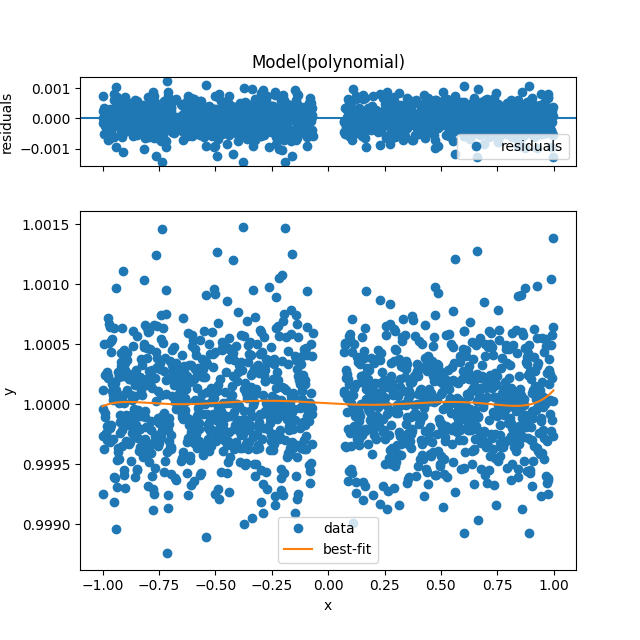 Model(polynomial)
residuals
0.001
0.000
−0.001
residuals
y
1.0015
1.0010
1.0005
1.0000
0.9995
0.9990
data
best-fit
−1.00 −0.75 −0.50 −0.25 0.00 0.25 0.50 0.75 1.00
x